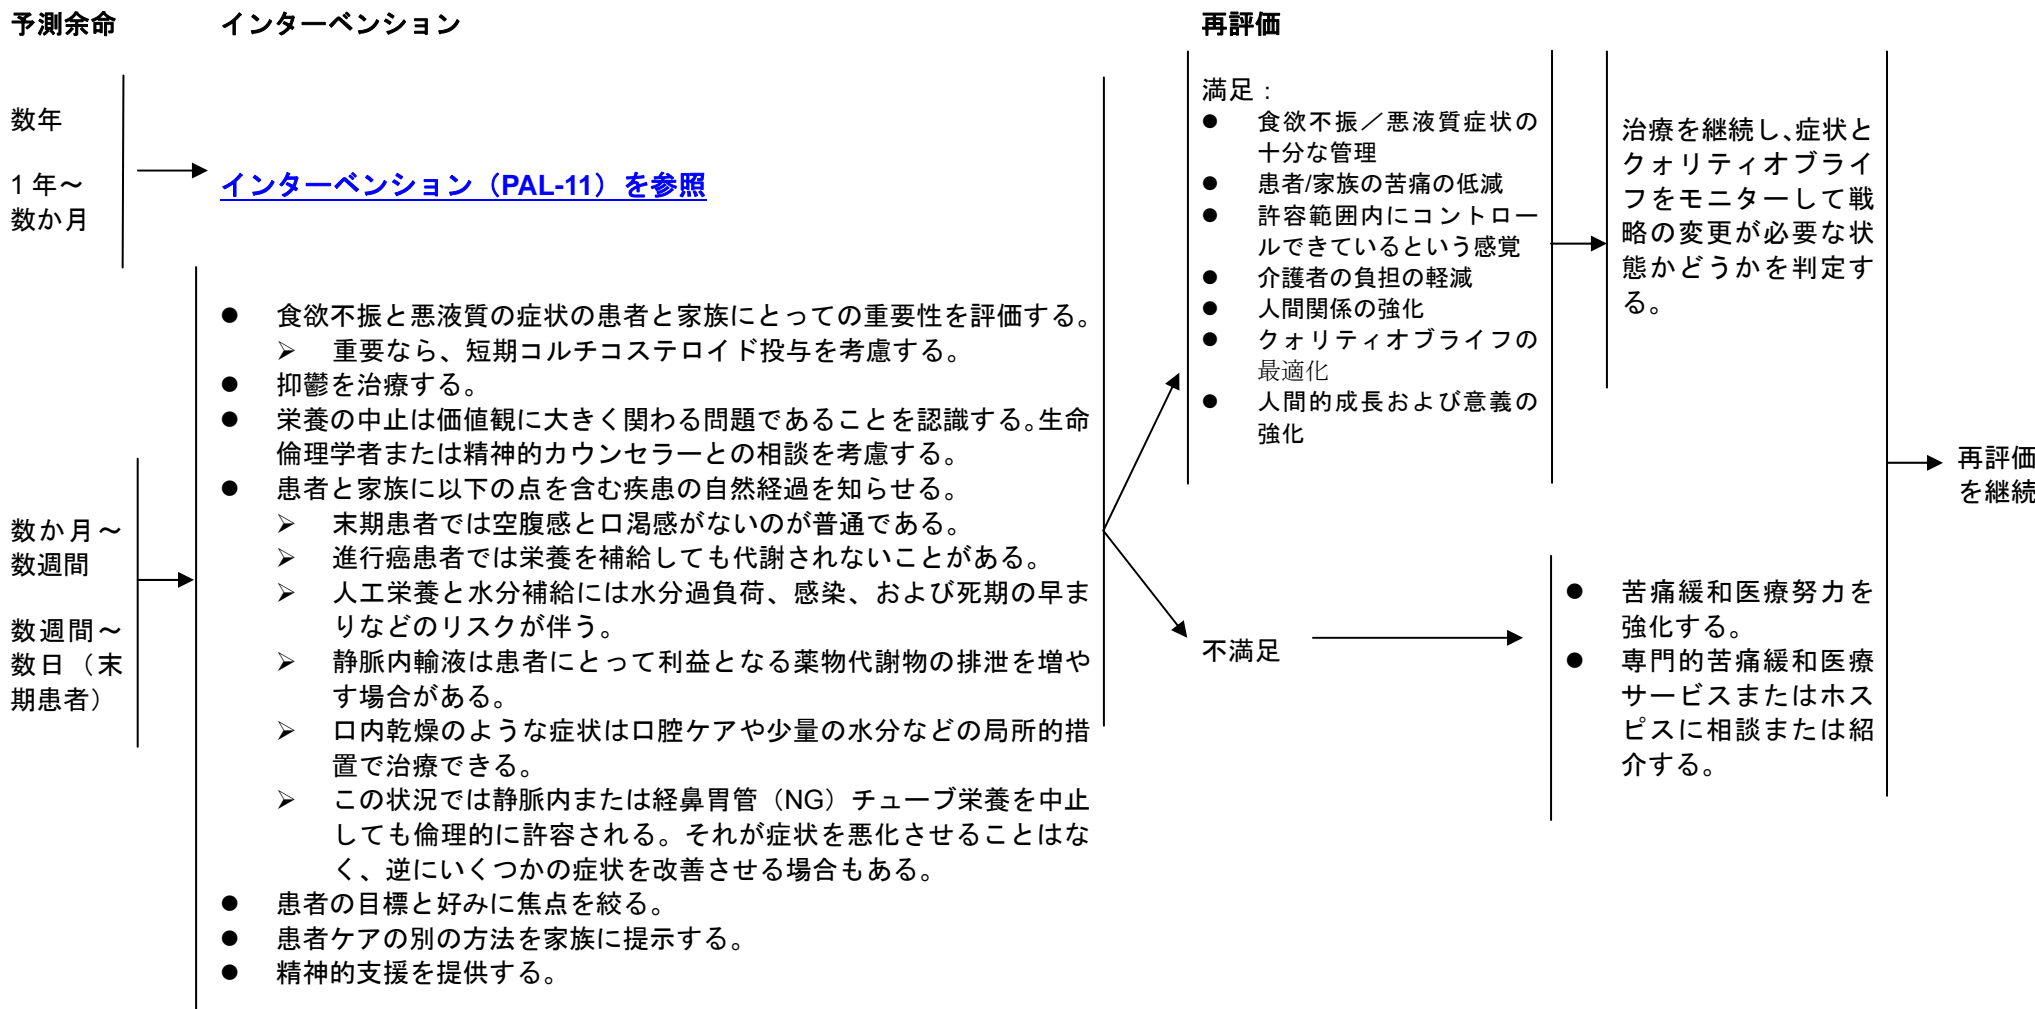 予測余命
インターベンション
再評価
数年
1 年～
数か月
インターベンション（PAL-11）を参照
数か月～
数週間
数週間～
数日（末
期患者）
● 食欲不振と悪液質の症状の患者と家族にとっての重要性を評価する。
➢ 重要なら、短期コルチコステロイド投与を考慮する。
● 抑鬱を治療する。
● 栄養の中止は価値観に大きく関わる問題であることを認識する。生命
倫理学者または精神的カウンセラーとの相談を考慮する。
● 患者と家族に以下の点を含む疾患の自然経過を知らせる。
➢ 末期患者では空腹感と口渇感がないのが普通である。
➢ 進行癌患者では栄養を補給しても代謝されないことがある。
➢ 人工栄養と水分補給には水分過負荷、感染、および死期の早ま
りなどのリスクが伴う。
➢ 静脈内輸液は患者にとって利益となる薬物代謝物の排泄を増や
す場合がある。
➢ 口内乾燥のような症状は口腔ケアや少量の水分などの局所的措
置で治療できる。
➢ この状況では静脈内または経鼻胃管（NG）チューブ栄養を中止
しても倫理的に許容される。それが症状を悪化させることはな
く、逆にいくつかの症状を改善させる場合もある。
● 患者の目標と好みに焦点を絞る。
● 患者ケアの別の方法を家族に提示する。
● 精神的支援を提供する。
満足：
● 食欲不振／悪液質症状の
十分な管理
● 患者/家族の苦痛の低減
● 許容範囲内にコントロー
ルできているという感覚
● 介護者の負担の軽減
● 人間関係の強化
● クォリティオブライフの
最適化
● 人間的成長および意義の
強化
治療を継続し、症状と
クォリティオブライ
フをモニターして戦
略の変更が必要な状
態かどうかを判定す
る。
不満足
● 苦痛緩和医療努力を
強化する。
● 専門的苦痛緩和医療
サービスまたはホス
ピスに相談または紹
介する。
再評価
を継続